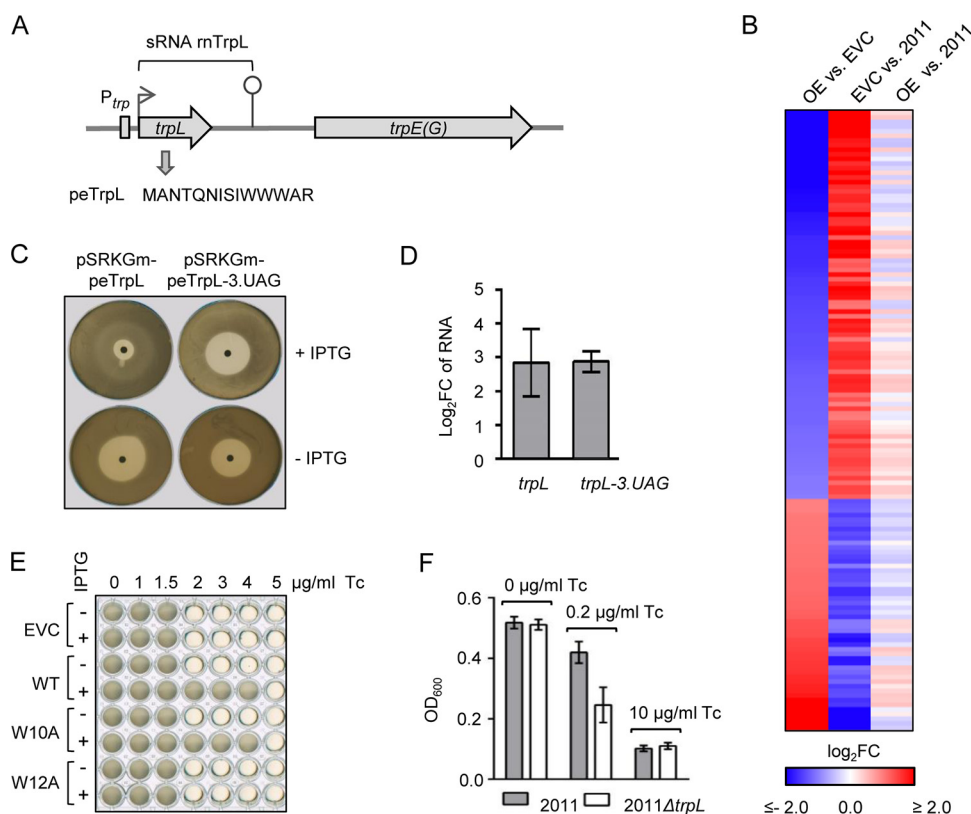 A
sRNA rnTrpL
Ptrp
trpL
trpE(G)
peTrpL MANTQNISIWWWAR
B
OE vs. EVC
EVC vs. 2011
OE vs. 2011
log2FC
≤- 2.0 0.0 ≥ 2.0
C
pSRKGm-
peTrpL
pSRKGm-
peTrpL-3.UAG
+ IPTG
- IPTG
D
Log2FC of RNA
5
4
3
2
1
0
trpL trpL-3.UAG
E
IPTG
0 1 1.5 2 3 4 5 µg/ml Tc
EVC
-
+
WT
-
+
W10A
-
+
W12A
-
+
F
0 µg/ml Tc
0.2 µg/ml Tc
10 µg/ml Tc
OD600
0.6
0.4
0.2
0.0
2011 2011ΔtrpL